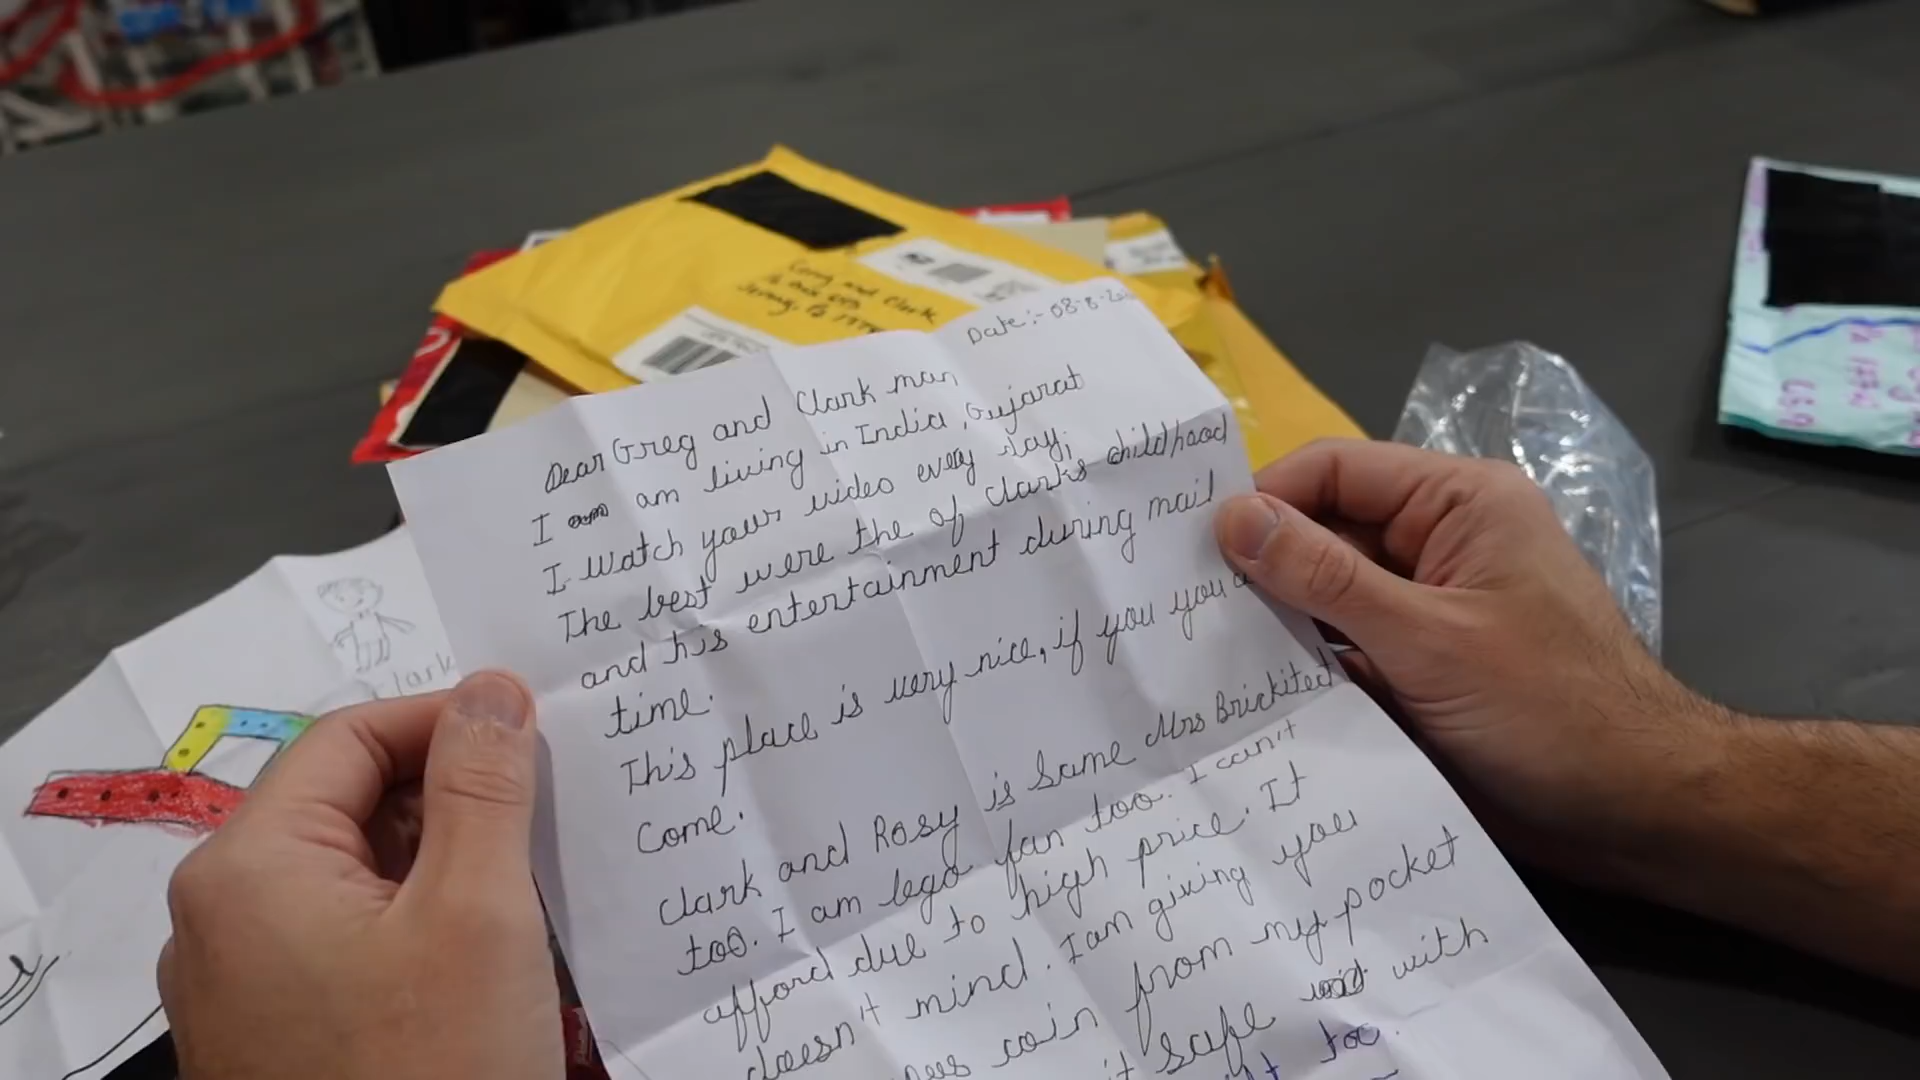 Date:- 08-8-
Dear Greg and Clark man
I am living in India, Gujarat
I watch your video every day,
The best were the of clarks childhood
and his entertainment during mail
time.
This place is very nice, if you you
Come.
Clark and Rosy is Same Mrs Brickitect
too. I am lego fan too. I can't
afford due to high price. It
doesn't mind. I am giving you
coin from my pocket
it safe with
too.
Clark
and Clark
USA